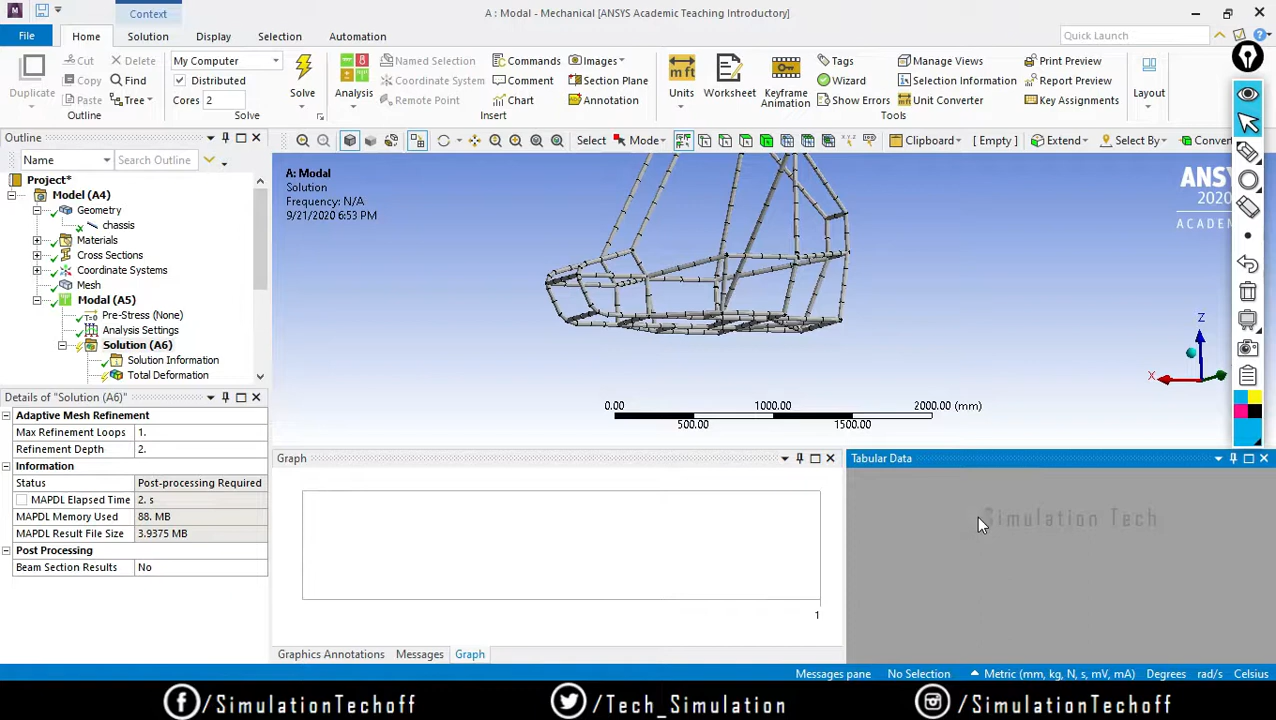 Context
A : Modal - Mechanical [ANSYS Academic Teaching Introductory]
File
Home
Solution
Display
Selection
Automation
Quick Launch
Duplicate
Cut
Copy
Paste
Delete
Find
Tree
Outline
My Computer
Distributed
Cores 2
Solve
Solve
Analysis
Named Selection
Coordinate System
Remote Point
Commands
Comment
Chart
Images
Section Plane
Annotation
Insert
Units
Worksheet
Keyframe
Animation
Tags
Wizard
Show Errors
Manage Views
Selection Information
Unit Converter
Print Preview
Report Preview
Key Assignments
Tools
Layout
Outline
Name
Search Outline
Select
Mode
Clipboard
[ Empty ]
Extend
Select By
Convert
Project*
Model (A4)
Geometry
chassis
Materials
Cross Sections
Coordinate Systems
Mesh
Modal (A5)
Pre-Stress (None)
Analysis Settings
Solution (A6)
Solution Information
Total Deformation
A: Modal
Solution
Frequency: N/A
9/21/2020 6:53 PM
ANSY
2020
ACADE
Z
X
0.00
1000.00
2000.00 (mm)
500.00
1500.00
Details of "Solution (A6)"
Adaptive Mesh Refinement
Max Refinement Loops 1.
Refinement Depth 2.
Information
Status Post-processing Required
MAPDL Elapsed Time 2. s
MAPDL Memory Used 88. MB
MAPDL Result File Size 3.9375 MB
Post Processing
Beam Section Results No
Graph
1
Graphics Annotations
Messages
Graph
Tabular Data
Simulation Tech
Messages pane
No Selection
Metric (mm, kg, N, s, mV, mA)
Degrees
rad/s
Celsius
/SimulationTechoff
/Tech_Simulation
/SimulationTechoff